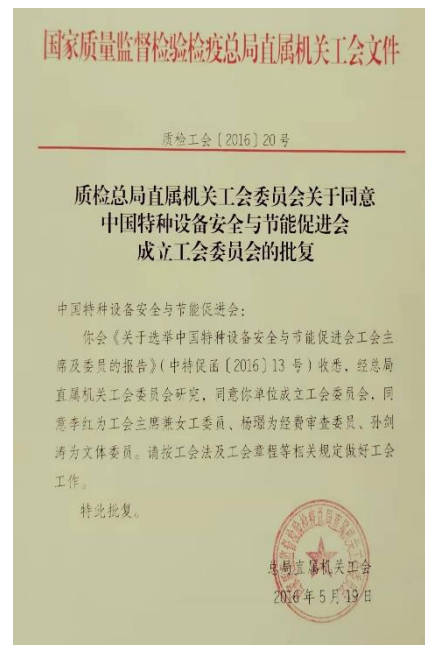 国家质量监督检验检疫总局直属机关工会文件
质检工会〔2016〕20号
质检总局直属机关工会委员会关于同意
中国特种设备安全与节能促进会
成立工会委员会的批复
中国特种设备安全与节能促进会：
你会《关于选举中国特种设备安全与节能促进会工会主
席及委员的报告》（中特促函〔2016〕13号）收悉，经总局
直属机关工会委员会研究，同意你单位成立工会委员会，同
意李红为工会主席兼女工委员、杨璟为经费审查委员、孙剑
涛为文体委员。请按工会法及工会章程等相关规定做好工会
工作。
特此批复。
总局直属机关工会
2016年5月19日